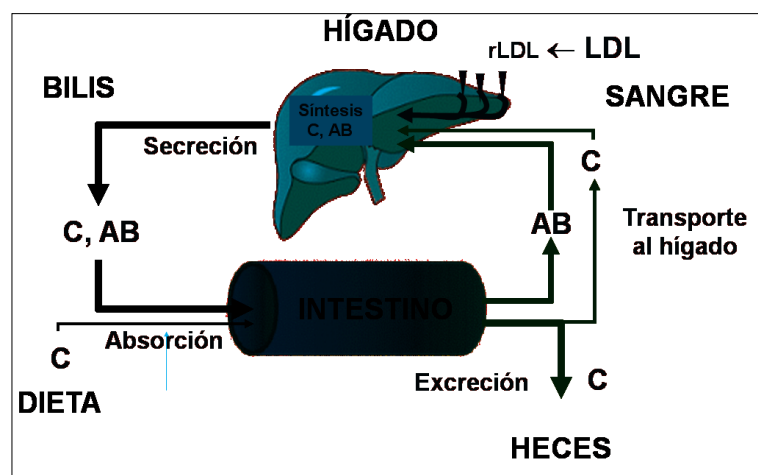 HÍGADO
rLDL ← LDL
BILIS
SANGRE
Síntesis
C, AB
Secreción
C
C, AB
AB
Transporte
al hígado
INTESTINO
Absorción
C
Excreción
C
DIETA
HECES